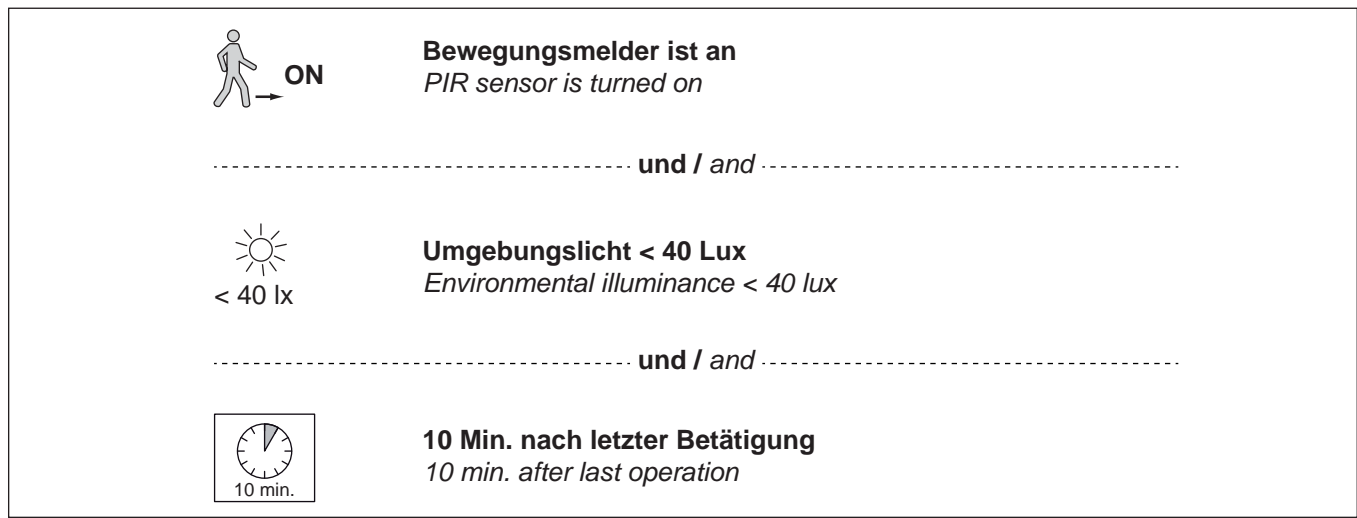 ON
Bewegungsmelder ist an
PIR sensor is turned on
und / and
< 40 lx
Umgebungslicht < 40 Lux
Environmental illuminance < 40 lux
und / and
10 min.
10 Min. nach letzter Betätigung
10 min. after last operation